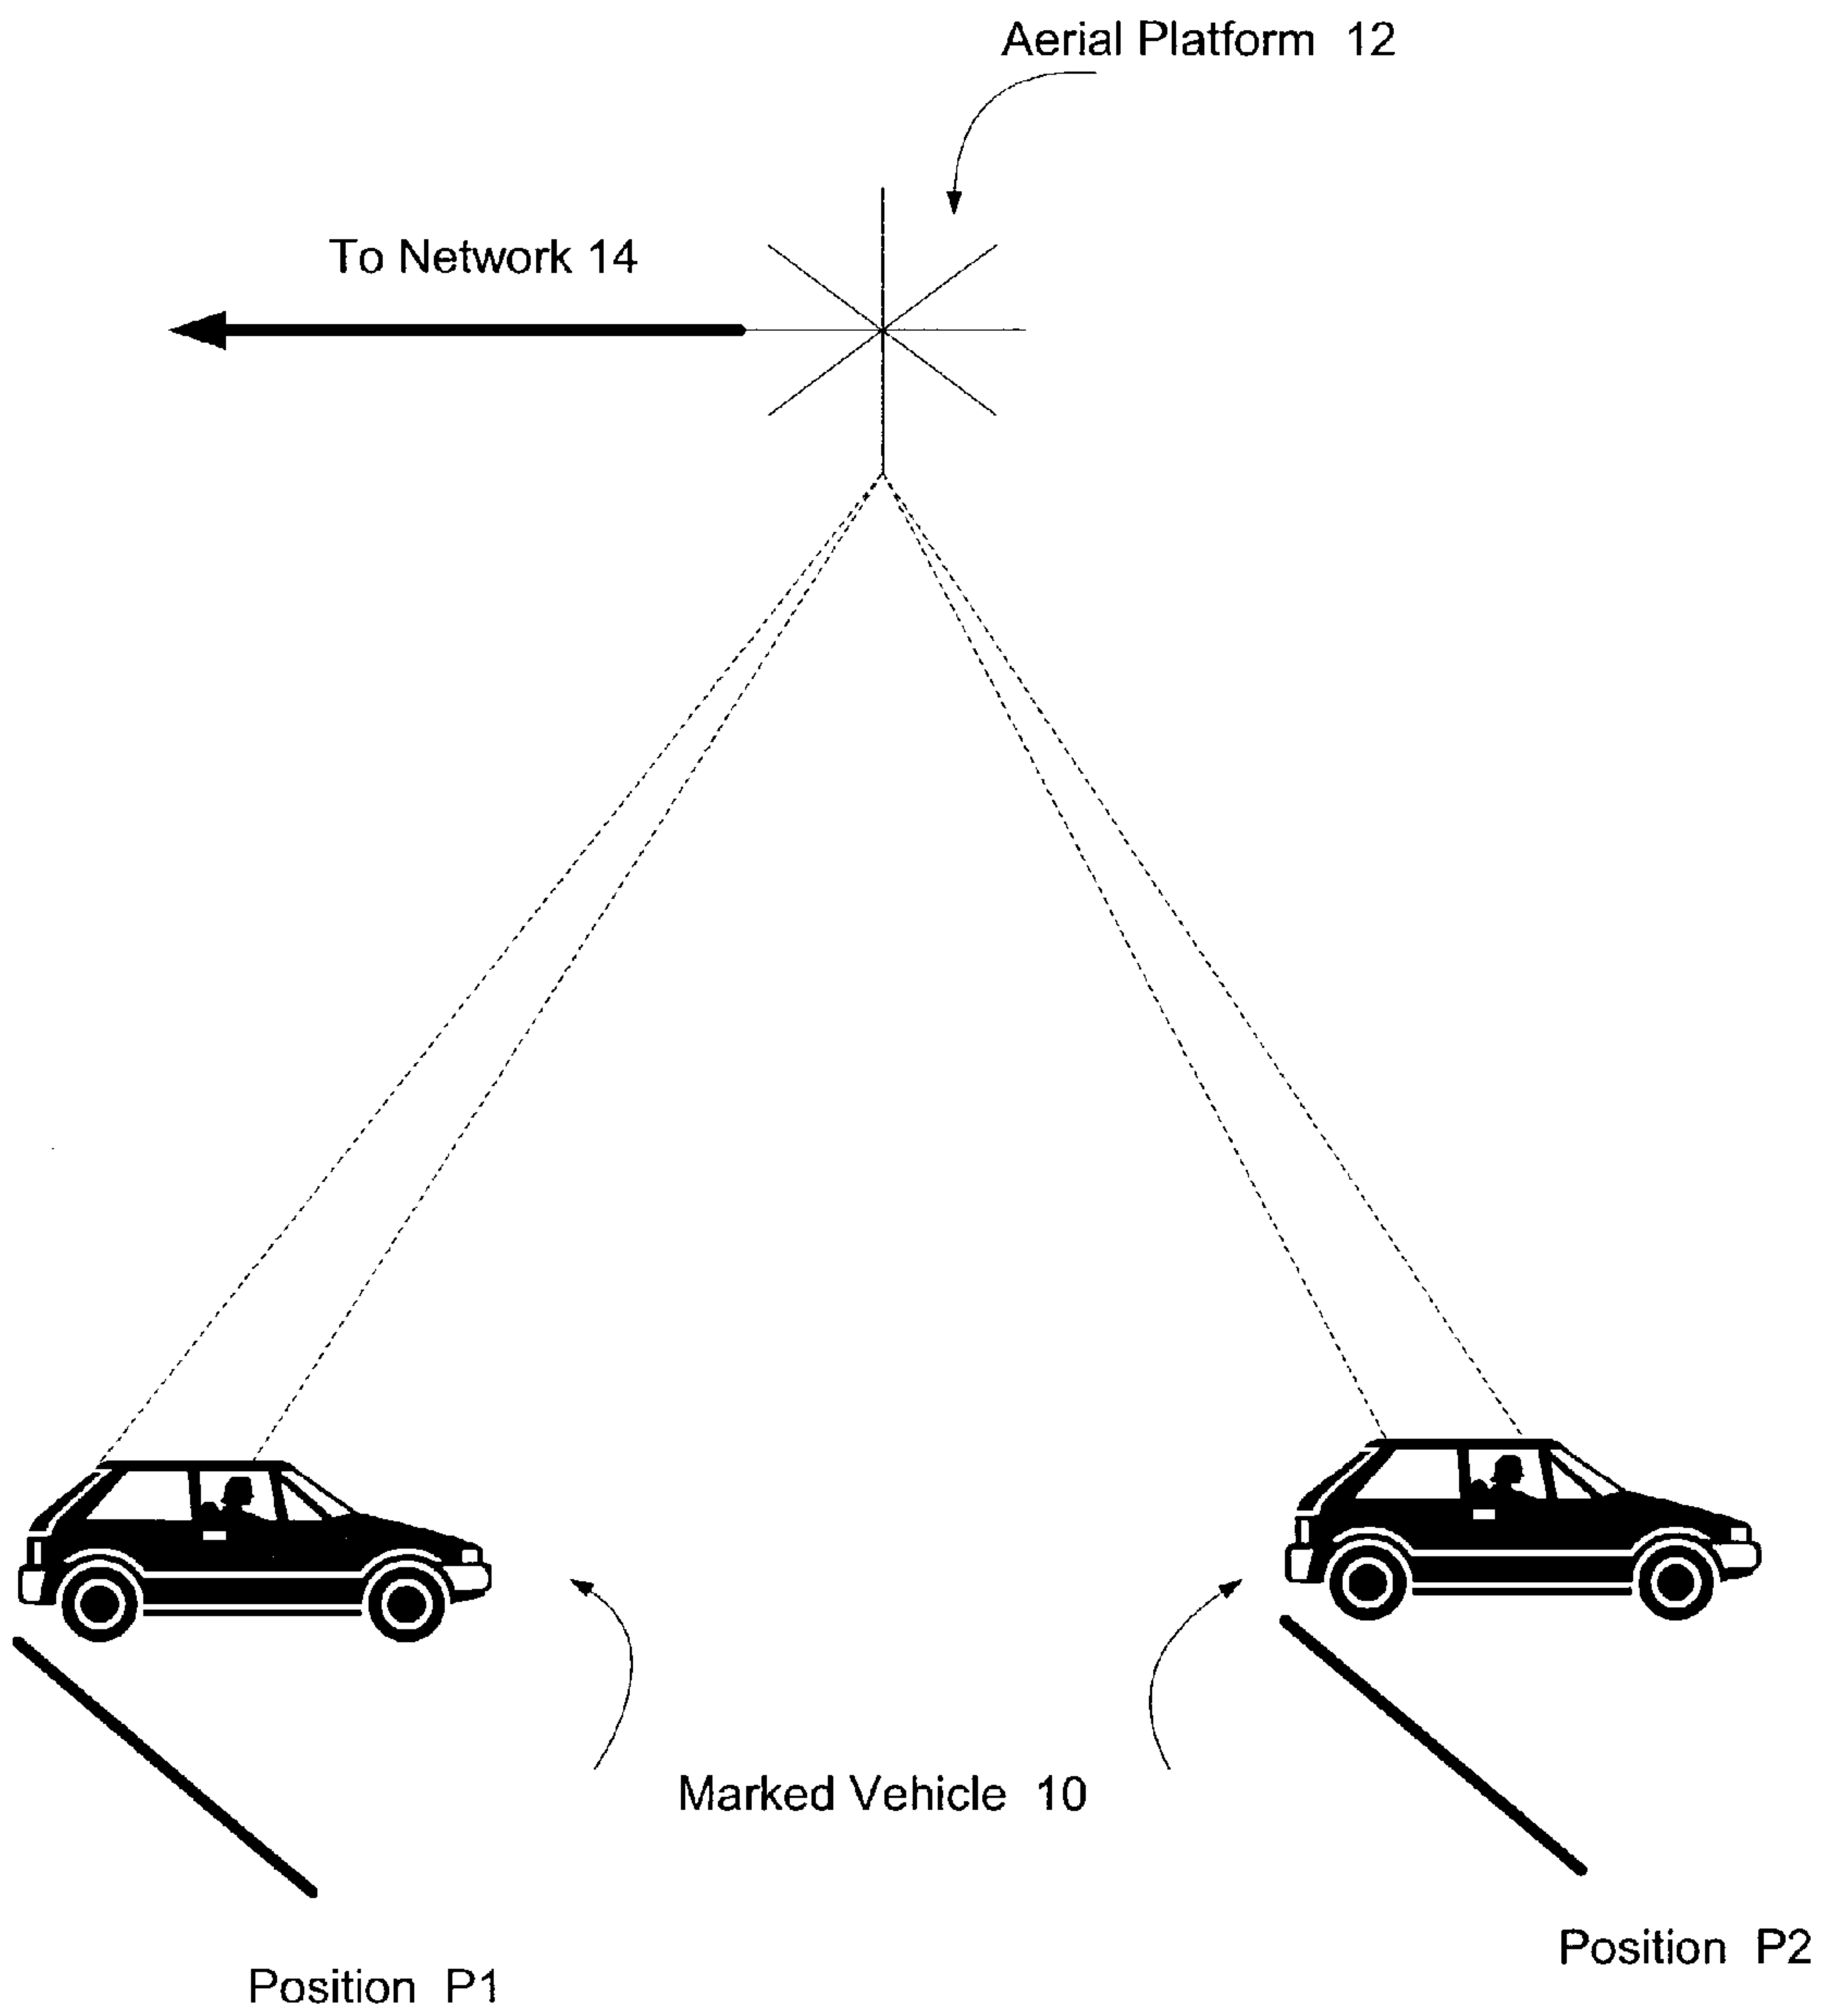 Aerial Platform 12
To Network 14
Marked Vehicle 10
Position P2
Position P1